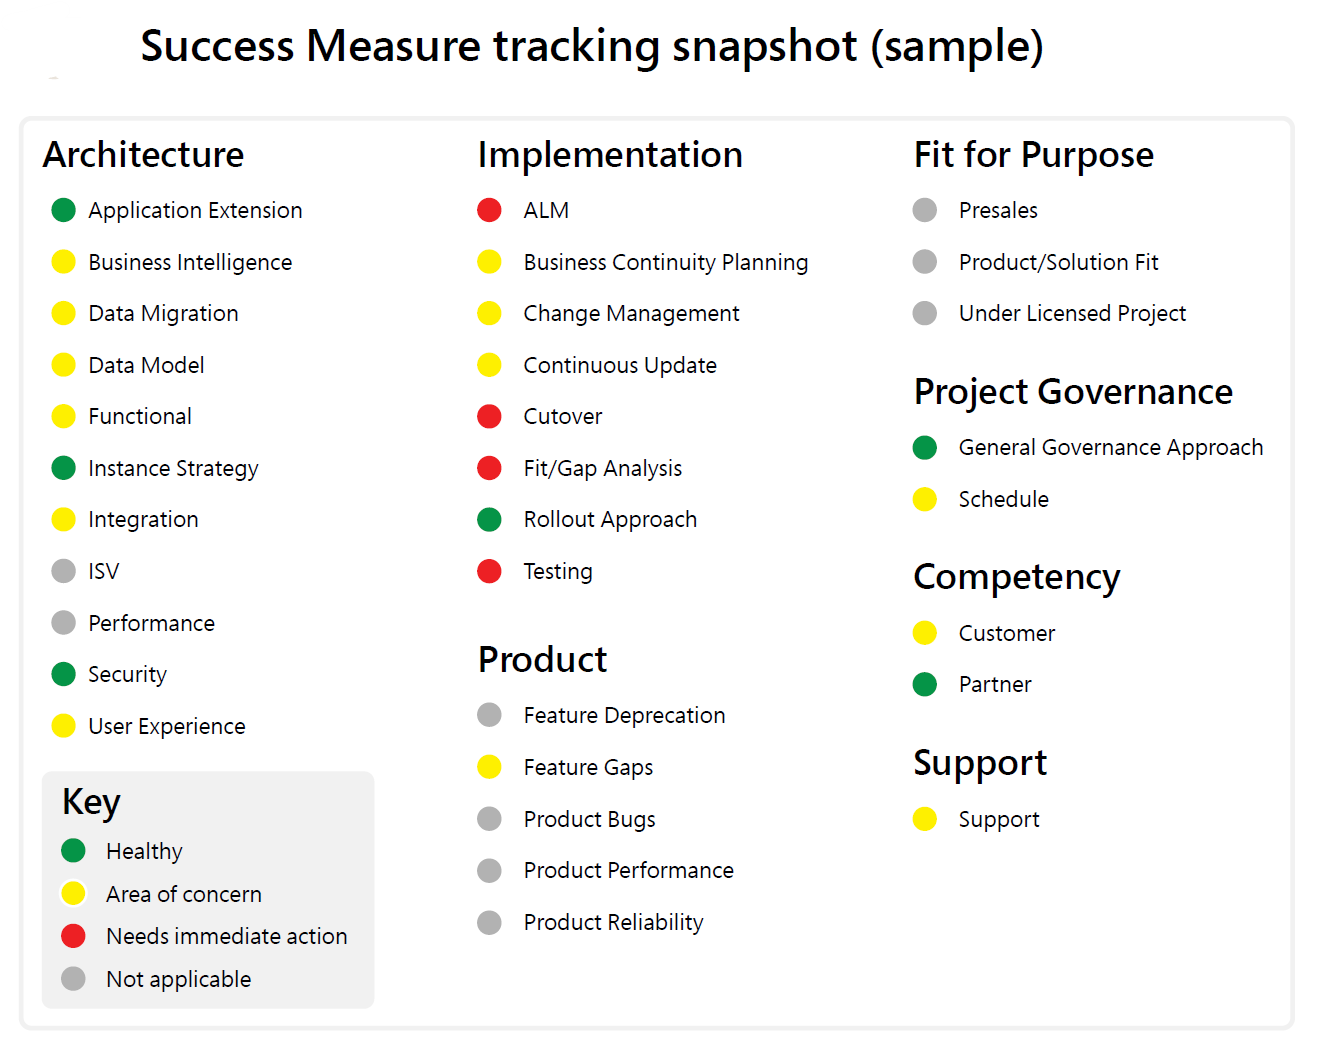 Success Measure tracking snapshot (sample)
Architecture
Application Extension
Business Intelligence
Data Migration
Data Model
Functional
Instance Strategy
Integration
ISV
Performance
Security
User Experience
Key
Healthy
Area of concern
Needs immediate action
Not applicable
Implementation
ALM
Business Continuity Planning
Change Management
Continuous Update
Cutover
Fit/Gap Analysis
Rollout Approach
Testing
Product
Feature Deprecation
Feature Gaps
Product Bugs
Product Performance
Product Reliability
Fit for Purpose
Presales
Product/Solution Fit
Under Licensed Project
Project Governance
General Governance Approach
Schedule
Competency
Customer
Partner
Support
Support